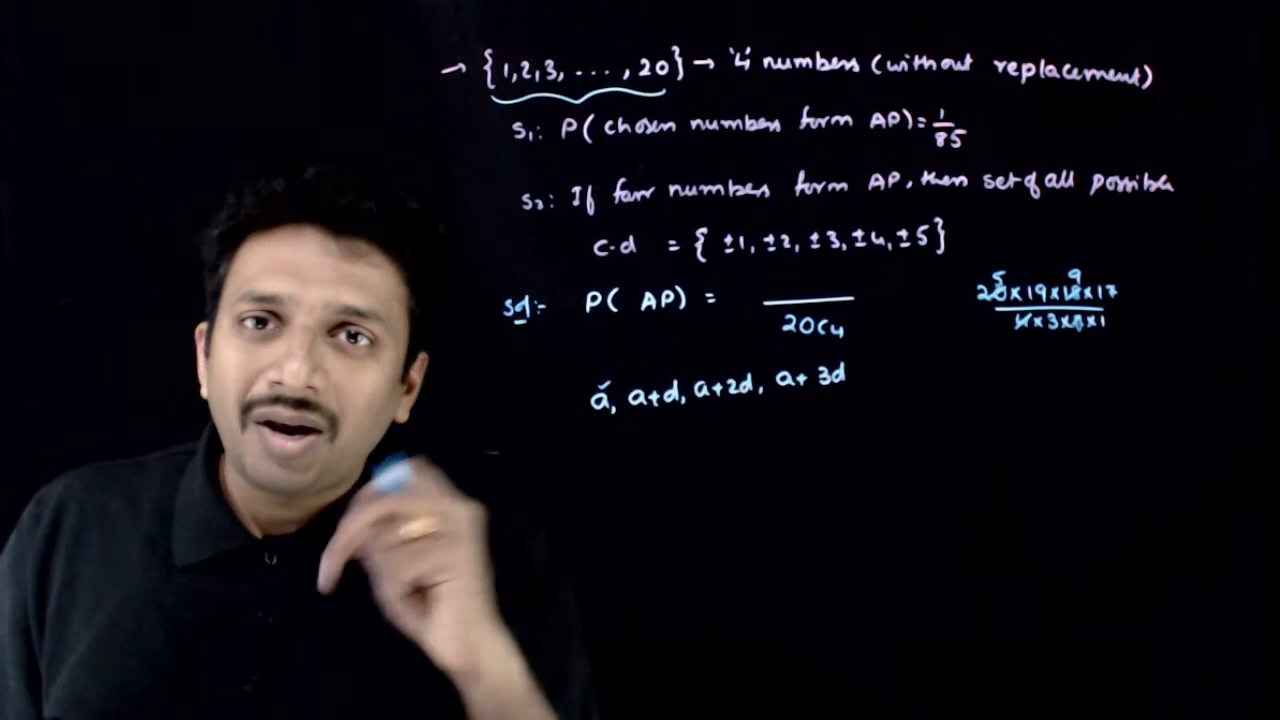 → {1,2,3, ... , 20} → '4' numbers (without replacement)
S₁: P( chosen numbers form AP) = 1/85
S₂: If four numbers form AP, then set of all possible
c.d = { ±1, ±2, ±3, ±4, ±5 }
Sol:- P( AP) = ―― / 20C₄
20×19×18×17 / 4×3×2×1
5 9
a, a+d, a+2d, a+3d